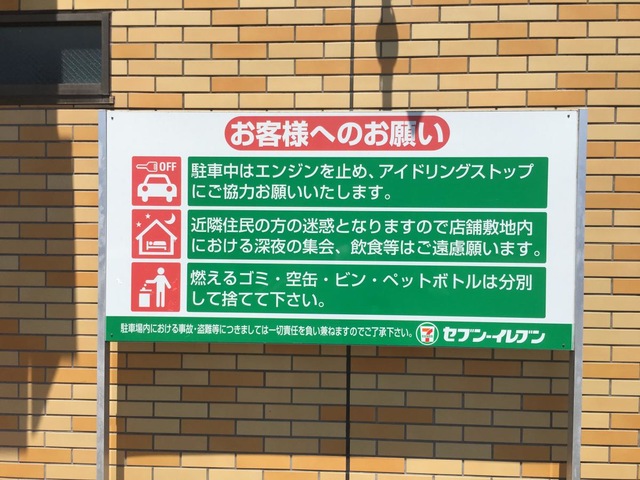 お客様へのお願い
OFF
駐車中はエンジンを止め、アイドリングストップ
にご協力お願いいたします。
近隣住民の方の迷惑となりますので店舗敷地内
における深夜の集会、飲食等はご遠慮願います。
燃えるゴミ・空缶・ビン・ペットボトルは分別
して捨てて下さい。
駐車場内における事故・盗難等につきましては一切責任を負い兼ねますのでご了承下さい。 7 ELEVEN セブン-イレブン